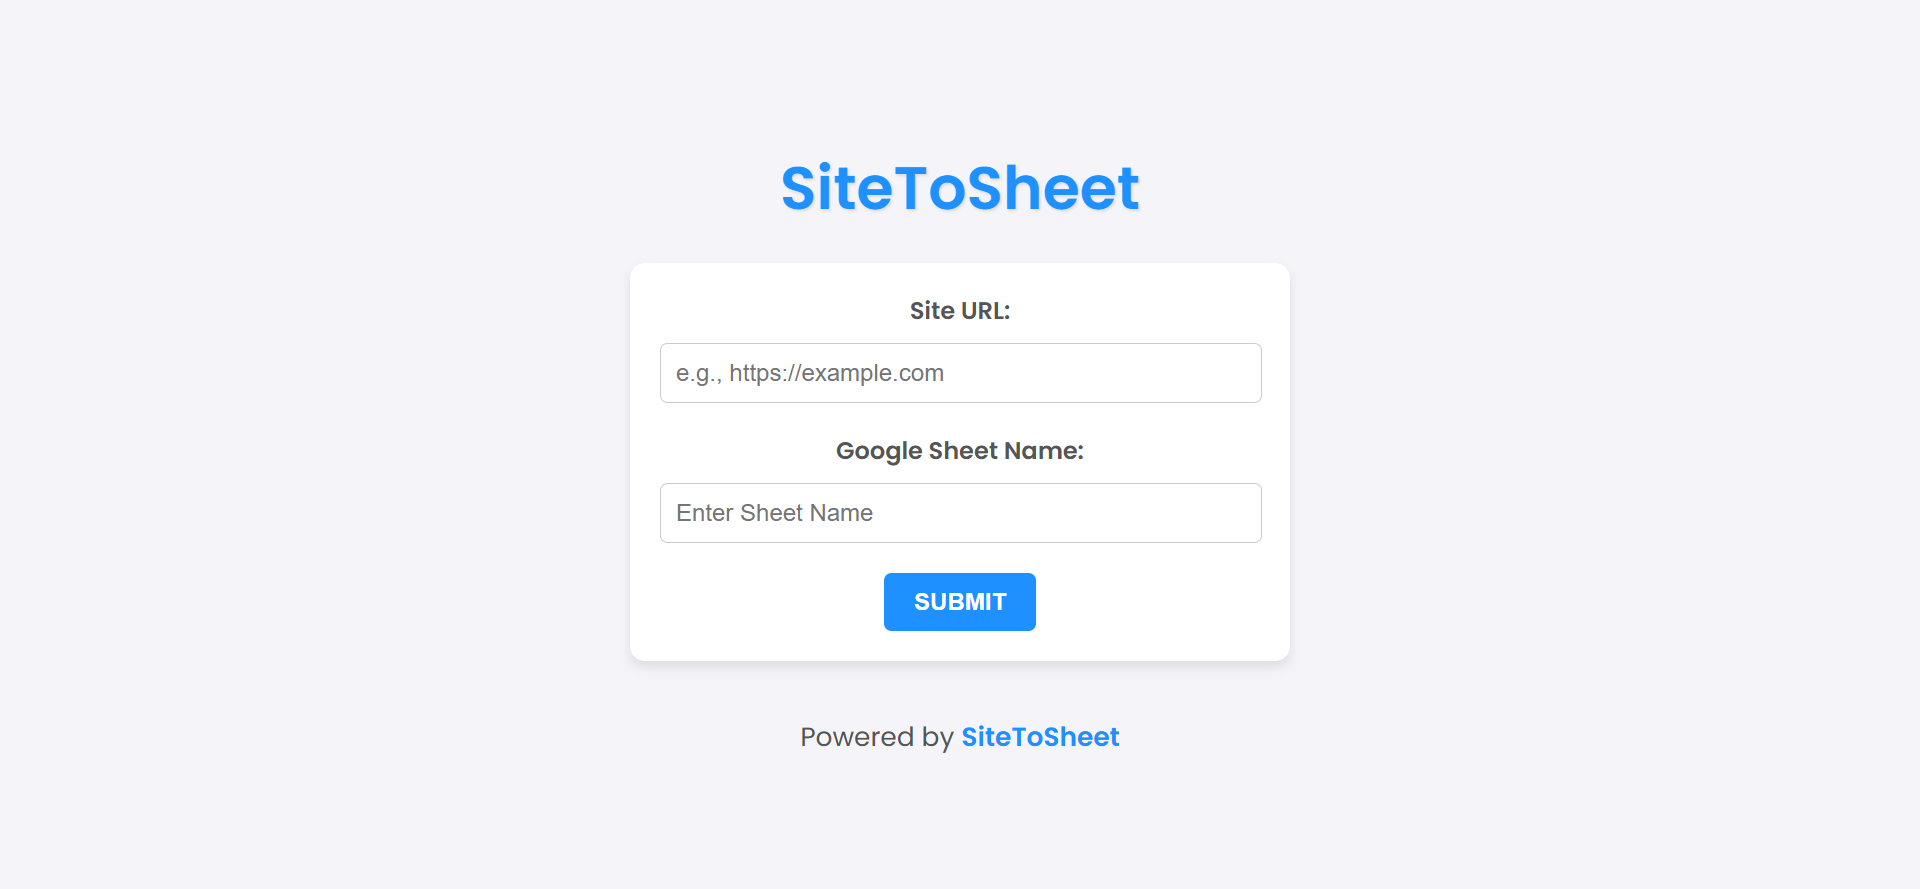 SiteToSheet
Site URL:
e.g., https://example.com
Google Sheet Name:
Enter Sheet Name
SUBMIT
Powered by SiteToSheet